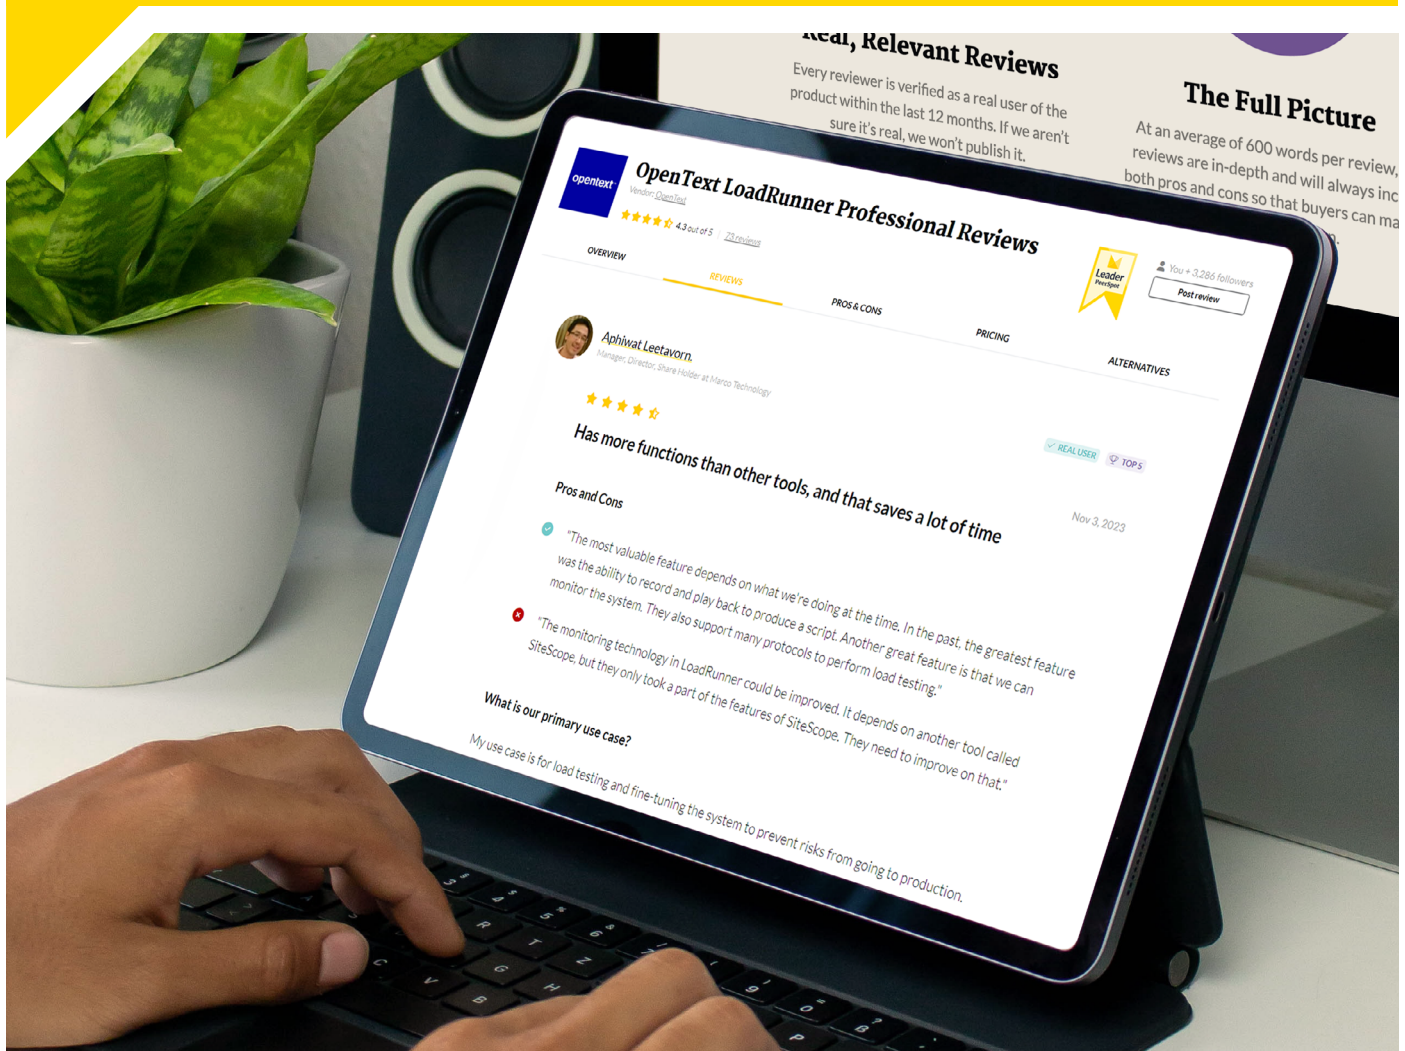 Real, Relevant Reviews
Every reviewer is verified as a real user of the
product within the last 12 months. If we aren't
sure it's real, we won't publish it.
The Full Picture
At an average of 600 words per review,
reviews are in-depth and will always inc
both pros and cons so that buyers can ma
opentext™
OpenText LoadRunner Professional Reviews
Vendor: OpenText
4.3 out of 5 | 73 reviews
Leader
PeerSpot
You + 3,286 followers
Post review
OVERVIEW
REVIEWS
PROS & CONS
PRICING
ALTERNATIVES
Aphiwat Leetavorn.
Manager, Director, Share Holder at Marco Technology
REAL USER
TOP 5
Has more functions than other tools, and that saves a lot of time
Nov 3, 2023
Pros and Cons
"The most valuable feature depends on what we're doing at the time. In the past, the greatest feature
was the ability to record and play back to produce a script. Another great feature is that we can
monitor the system. They also support many protocols to perform load testing."
"The monitoring technology in LoadRunner could be improved. It depends on another tool called
SiteScope, but they only took a part of the features of SiteScope. They need to improve on that."
What is our primary use case?
My use case is for load testing and fine-tuning the system to prevent risks from going to production.